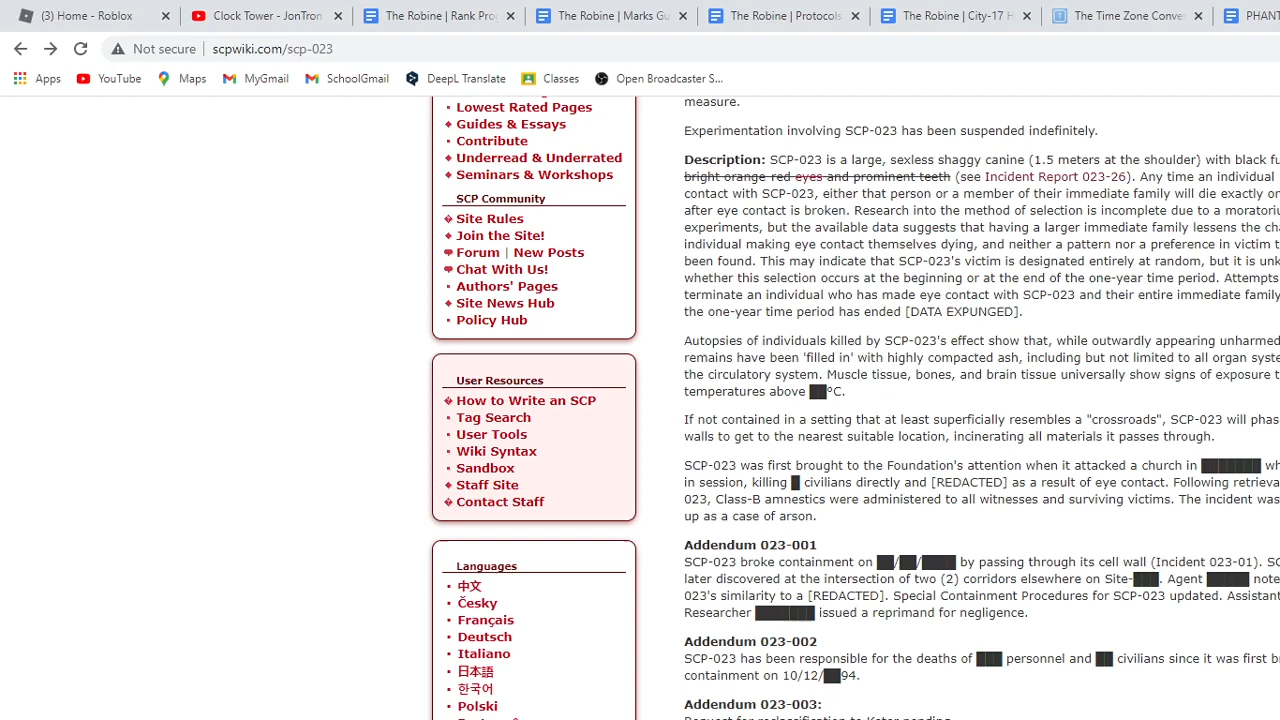 (3) Home - Roblox
Clock Tower - JonTron
The Robine | Rank Pro
The Robine | Marks Gu
The Robine | Protocols
The Robine | City-17 H
The Time Zone Conver
PHANT
Not secure
scpwiki.com/scp-023
Apps
YouTube
Maps
MyGmail
SchoolGmail
DeepL Translate
Classes
Open Broadcaster S...
Lowest Rated Pages
Guides & Essays
Contribute
Underread & Underrated
Seminars & Workshops
SCP Community
Site Rules
Join the Site!
Forum | New Posts
Chat With Us!
Authors' Pages
Site News Hub
Policy Hub
User Resources
How to Write an SCP
Tag Search
User Tools
Wiki Syntax
Sandbox
Staff Site
Contact Staff
Languages
中文
Česky
Français
Deutsch
Italiano
日本語
한국어
Polski
measure.
Experimentation involving SCP-023 has been suspended indefinitely.
Description: SCP-023 is a large, sexless shaggy canine (1.5 meters at the shoulder) with black fu
bright orange-red eyes and prominent teeth (see Incident Report 023-26). Any time an individual
contact with SCP-023, either that person or a member of their immediate family will die exactly on
after eye contact is broken. Research into the method of selection is incomplete due to a moratoriu
experiments, but the available data suggests that having a larger immediate family lessens the cha
individual making eye contact themselves dying, and neither a pattern nor a preference in victim t
been found. This may indicate that SCP-023's victim is designated entirely at random, but it is unk
whether this selection occurs at the beginning or at the end of the one-year time period. Attempts
terminate an individual who has made eye contact with SCP-023 and their entire immediate family
the one-year time period has ended [DATA EXPUNGED].
Autopsies of individuals killed by SCP-023's effect show that, while outwardly appearing unharmed
remains have been 'filled in' with highly compacted ash, including but not limited to all organ syste
the circulatory system. Muscle tissue, bones, and brain tissue universally show signs of exposure t
temperatures above ██°C.
If not contained in a setting that at least superficially resembles a "crossroads", SCP-023 will phas
walls to get to the nearest suitable location, incinerating all materials it passes through.
SCP-023 was first brought to the Foundation's attention when it attacked a church in ███████ wh
in session, killing █ civilians directly and [REDACTED] as a result of eye contact. Following retrieva
023, Class-B amnestics were administered to all witnesses and surviving victims. The incident was
up as a case of arson.
Addendum 023-001
SCP-023 broke containment on ██/██/████ by passing through its cell wall (Incident 023-01). SC
later discovered at the intersection of two (2) corridors elsewhere on Site-███. Agent █████ note
023's similarity to a [REDACTED]. Special Containment Procedures for SCP-023 updated. Assistan
Researcher ███████ issued a reprimand for negligence.
Addendum 023-002
SCP-023 has been responsible for the deaths of ███ personnel and ██ civilians since it was first br
containment on 10/12/██94.
Addendum 023-003:
Request for reclassification to Keter pending.